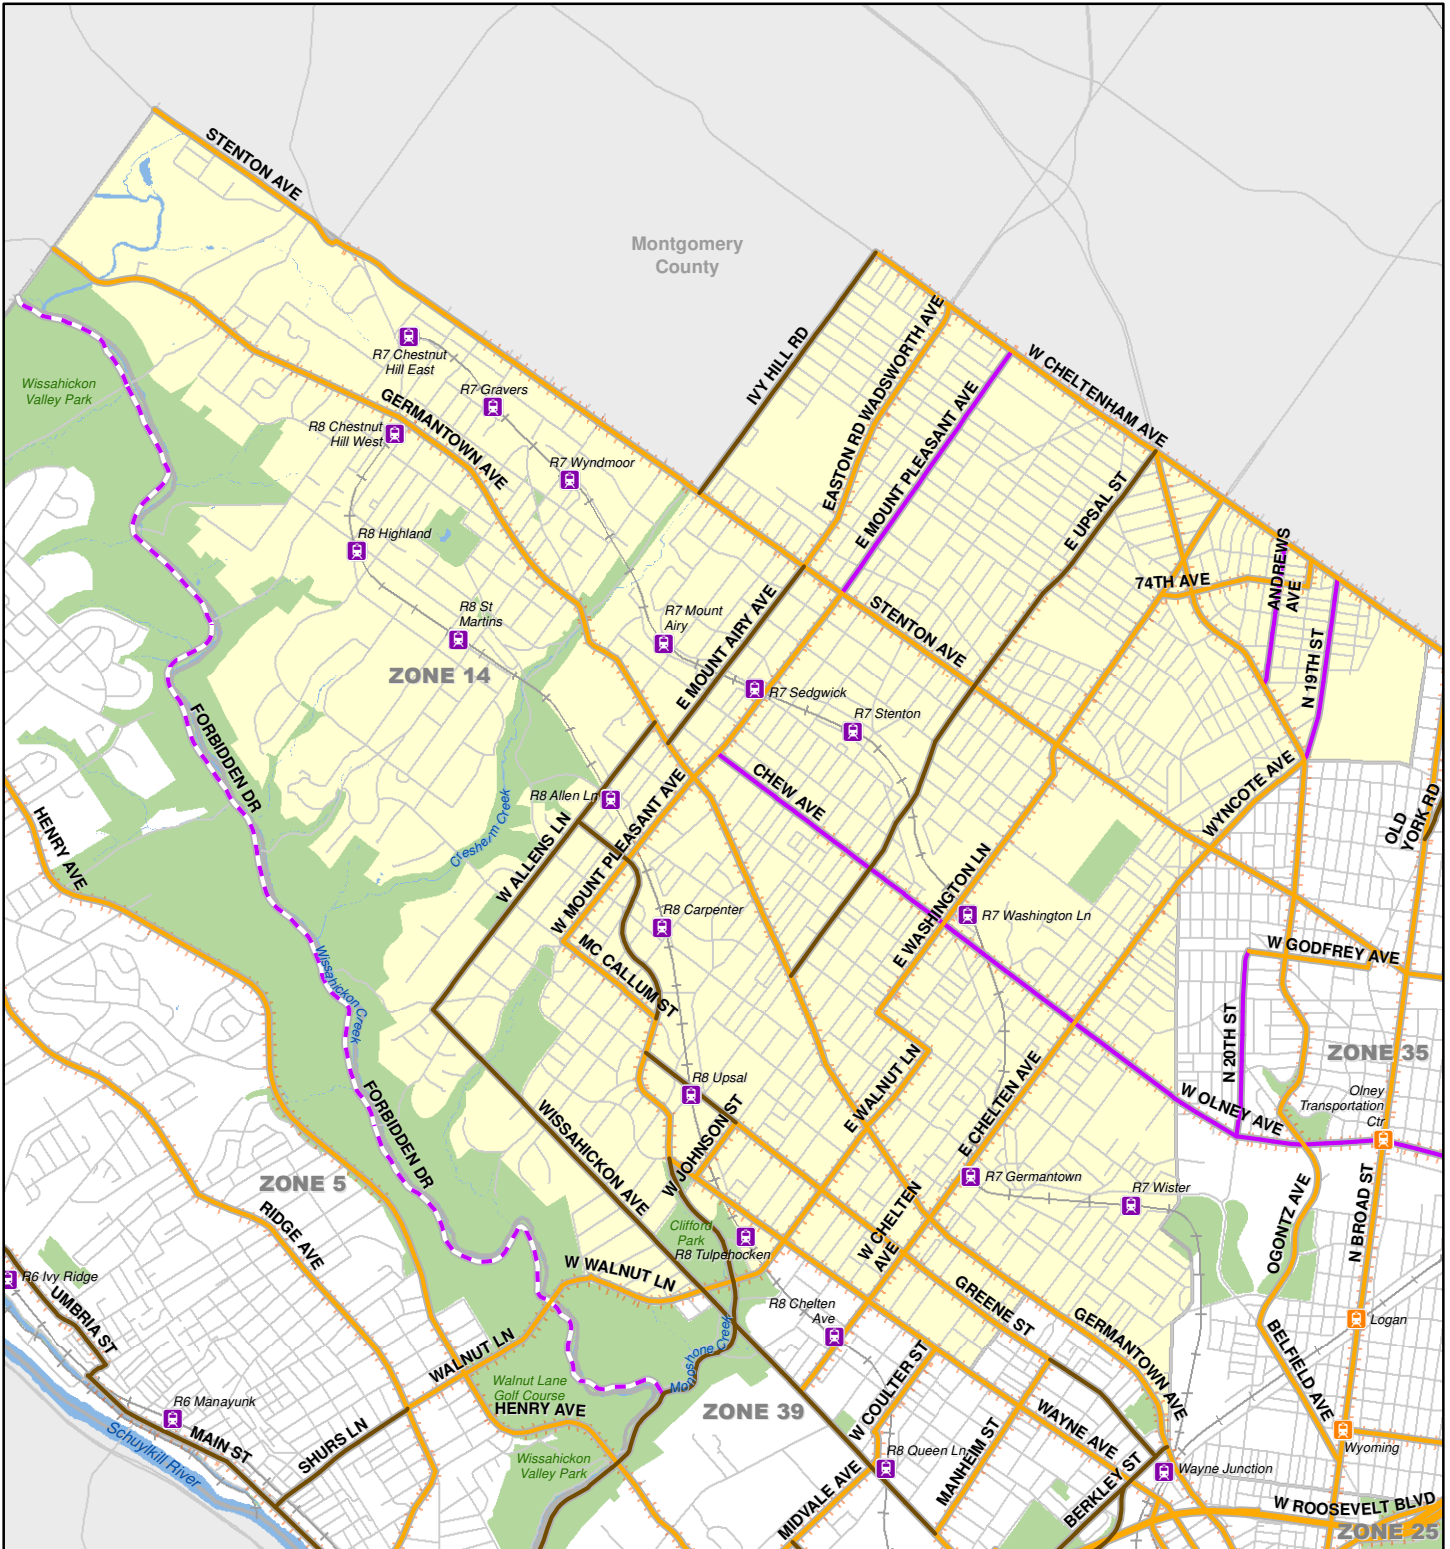 STENTON AVE
Montgomery
County
IVY HILL RD
EASTON RD WADSWORTH AVE
W CHELTENHAM AVE
E MOUNT PLEASANT AVE
R7 Chestnut
Hill East
Wissahickon
Valley Park
R7 Gravers
GERMANTOWN AVE
R8 Chestnut
Hill West
R7 Wyndmoor
E UPSAL ST
R8 Highland
ANDREWS
AVE
74TH AVE
R8 St
Martins
R7 Mount
Airy
E MOUNT AIRY AVE
STENTON AVE
N 19TH ST
ZONE 14
R7 Sedgwick
R7 Stenton
FORBIDDEN DR
CHEW AVE
R8 Allen Ln
WYNCOTE AVE
OLD
YORK RD
HENRY AVE
Cresheim Creek
W ALLENS LN
W MOUNT PLEASANT AVE
E WASHINGTON LN
R8 Carpenter
R7 Washington Ln
MC CALLUM ST
W GODFREY AVE
Wissahickon Creek
N 20TH ST
ZONE 35
R8 Upsal
E WALNUT LN
E CHELTEN AVE
W OLNEY AVE
Olney
Transportation
Ctr
FORBIDDEN DR
WISSAHICKON AVE
W JOHNSON ST
ZONE 5
R7 Germantown
R7 Wister
RIDGE AVE
Clifford
Park
R8 Tulpehocken
W CHELTEN
AVE
OGONTZ AVE
N BROAD ST
R6 Ivy Ridge
W WALNUT LN
UMBRIA ST
R8 Chelten
Ave
GREENE ST
GERMANTOWN AVE
Logan
WALNUT LN
Monoshone Creek
BELFIELD AVE
Walnut Lane
Golf Course
HENRY AVE
W COULTER ST
R6 Manayunk
ZONE 39
WAYNE AVE
MAIN ST
SHURS LN
Schuylkill River
Wissahickon
Valley Park
R8 Queen Ln
MANHEIM ST
MIDVALE AVE
BERKLEY ST
Wayne Junction
Wyoming
W ROOSEVELT BLVD
ZONE 25